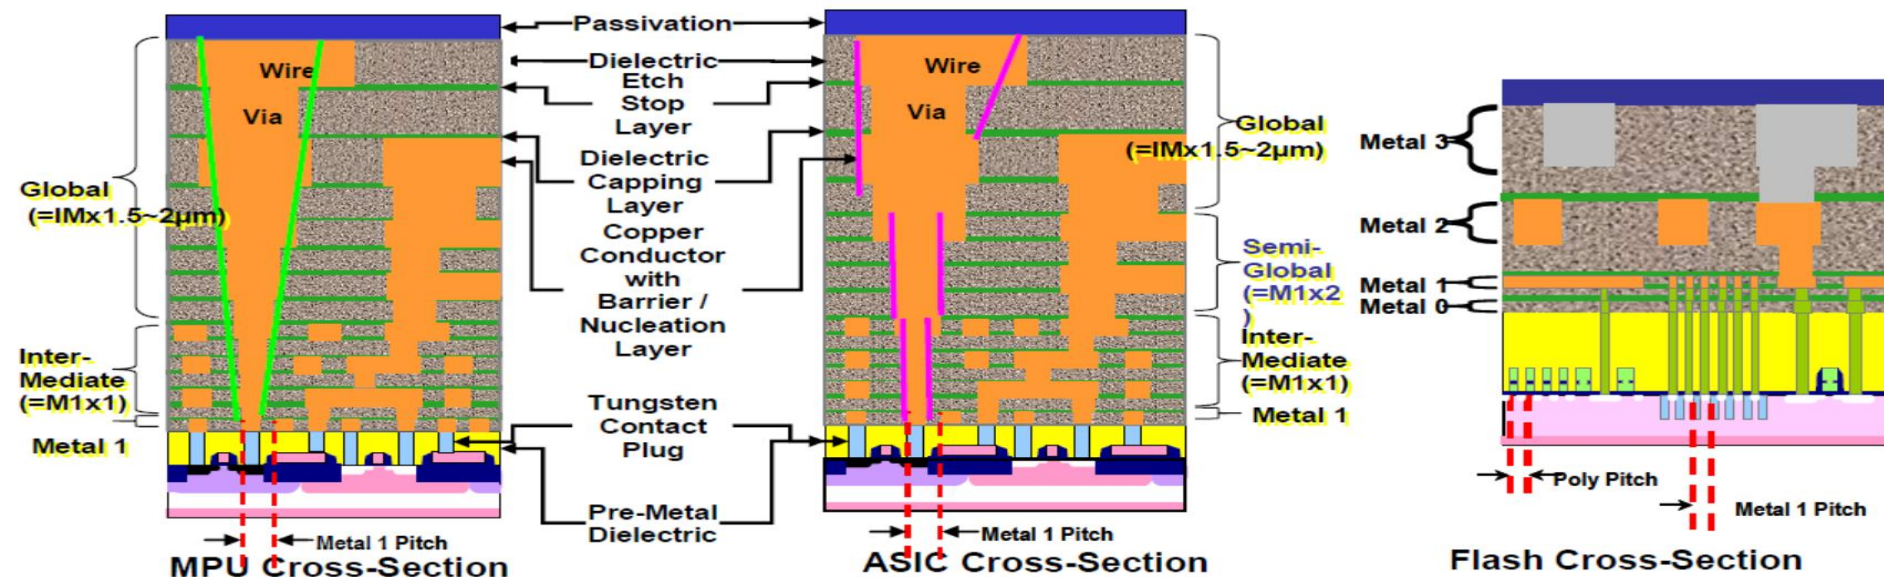 Passivation
Dielectric
Etch
Stop
Layer
Dielectric
Capping
Layer
Copper
Conductor
with
Barrier /
Nucleation
Layer
Tungsten
Contact
Plug
Pre-Metal
Dielectric
Wire
Via
Global
(=IMx1.5~2µm)
Inter-
Mediate
(=M1x1)
Metal 1
Metal 1 Pitch
MPU Cross-Section
Wire
Via
Global
(=IMx1.5~2µm)
Semi-
Global
(=M1x2
)
Inter-
Mediate
(=M1x1)
Metal 1
Metal 1 Pitch
ASIC Cross-Section
Metal 3
Metal 2
Metal 1
Metal 0
Poly Pitch
Metal 1 Pitch
Flash Cross-Section